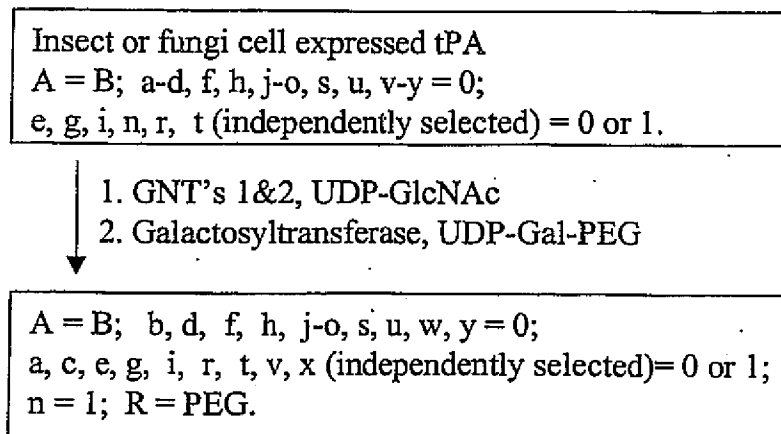 Insect or fungi cell expressed tPA
A = B; a-d, f, h, j-o, s, u, v-y = 0;
e, g, i, n, r, t (independently selected) = 0 or 1.
1. GNT's 1&2, UDP-GlcNAc
2. Galactosyltransferase, UDP-Gal-PEG
A = B; b, d, f, h, j-o, s, u, w, y = 0;
a, c, e, g, i, r, t, v, x (independently selected)= 0 or 1;
n = 1; R = PEG.